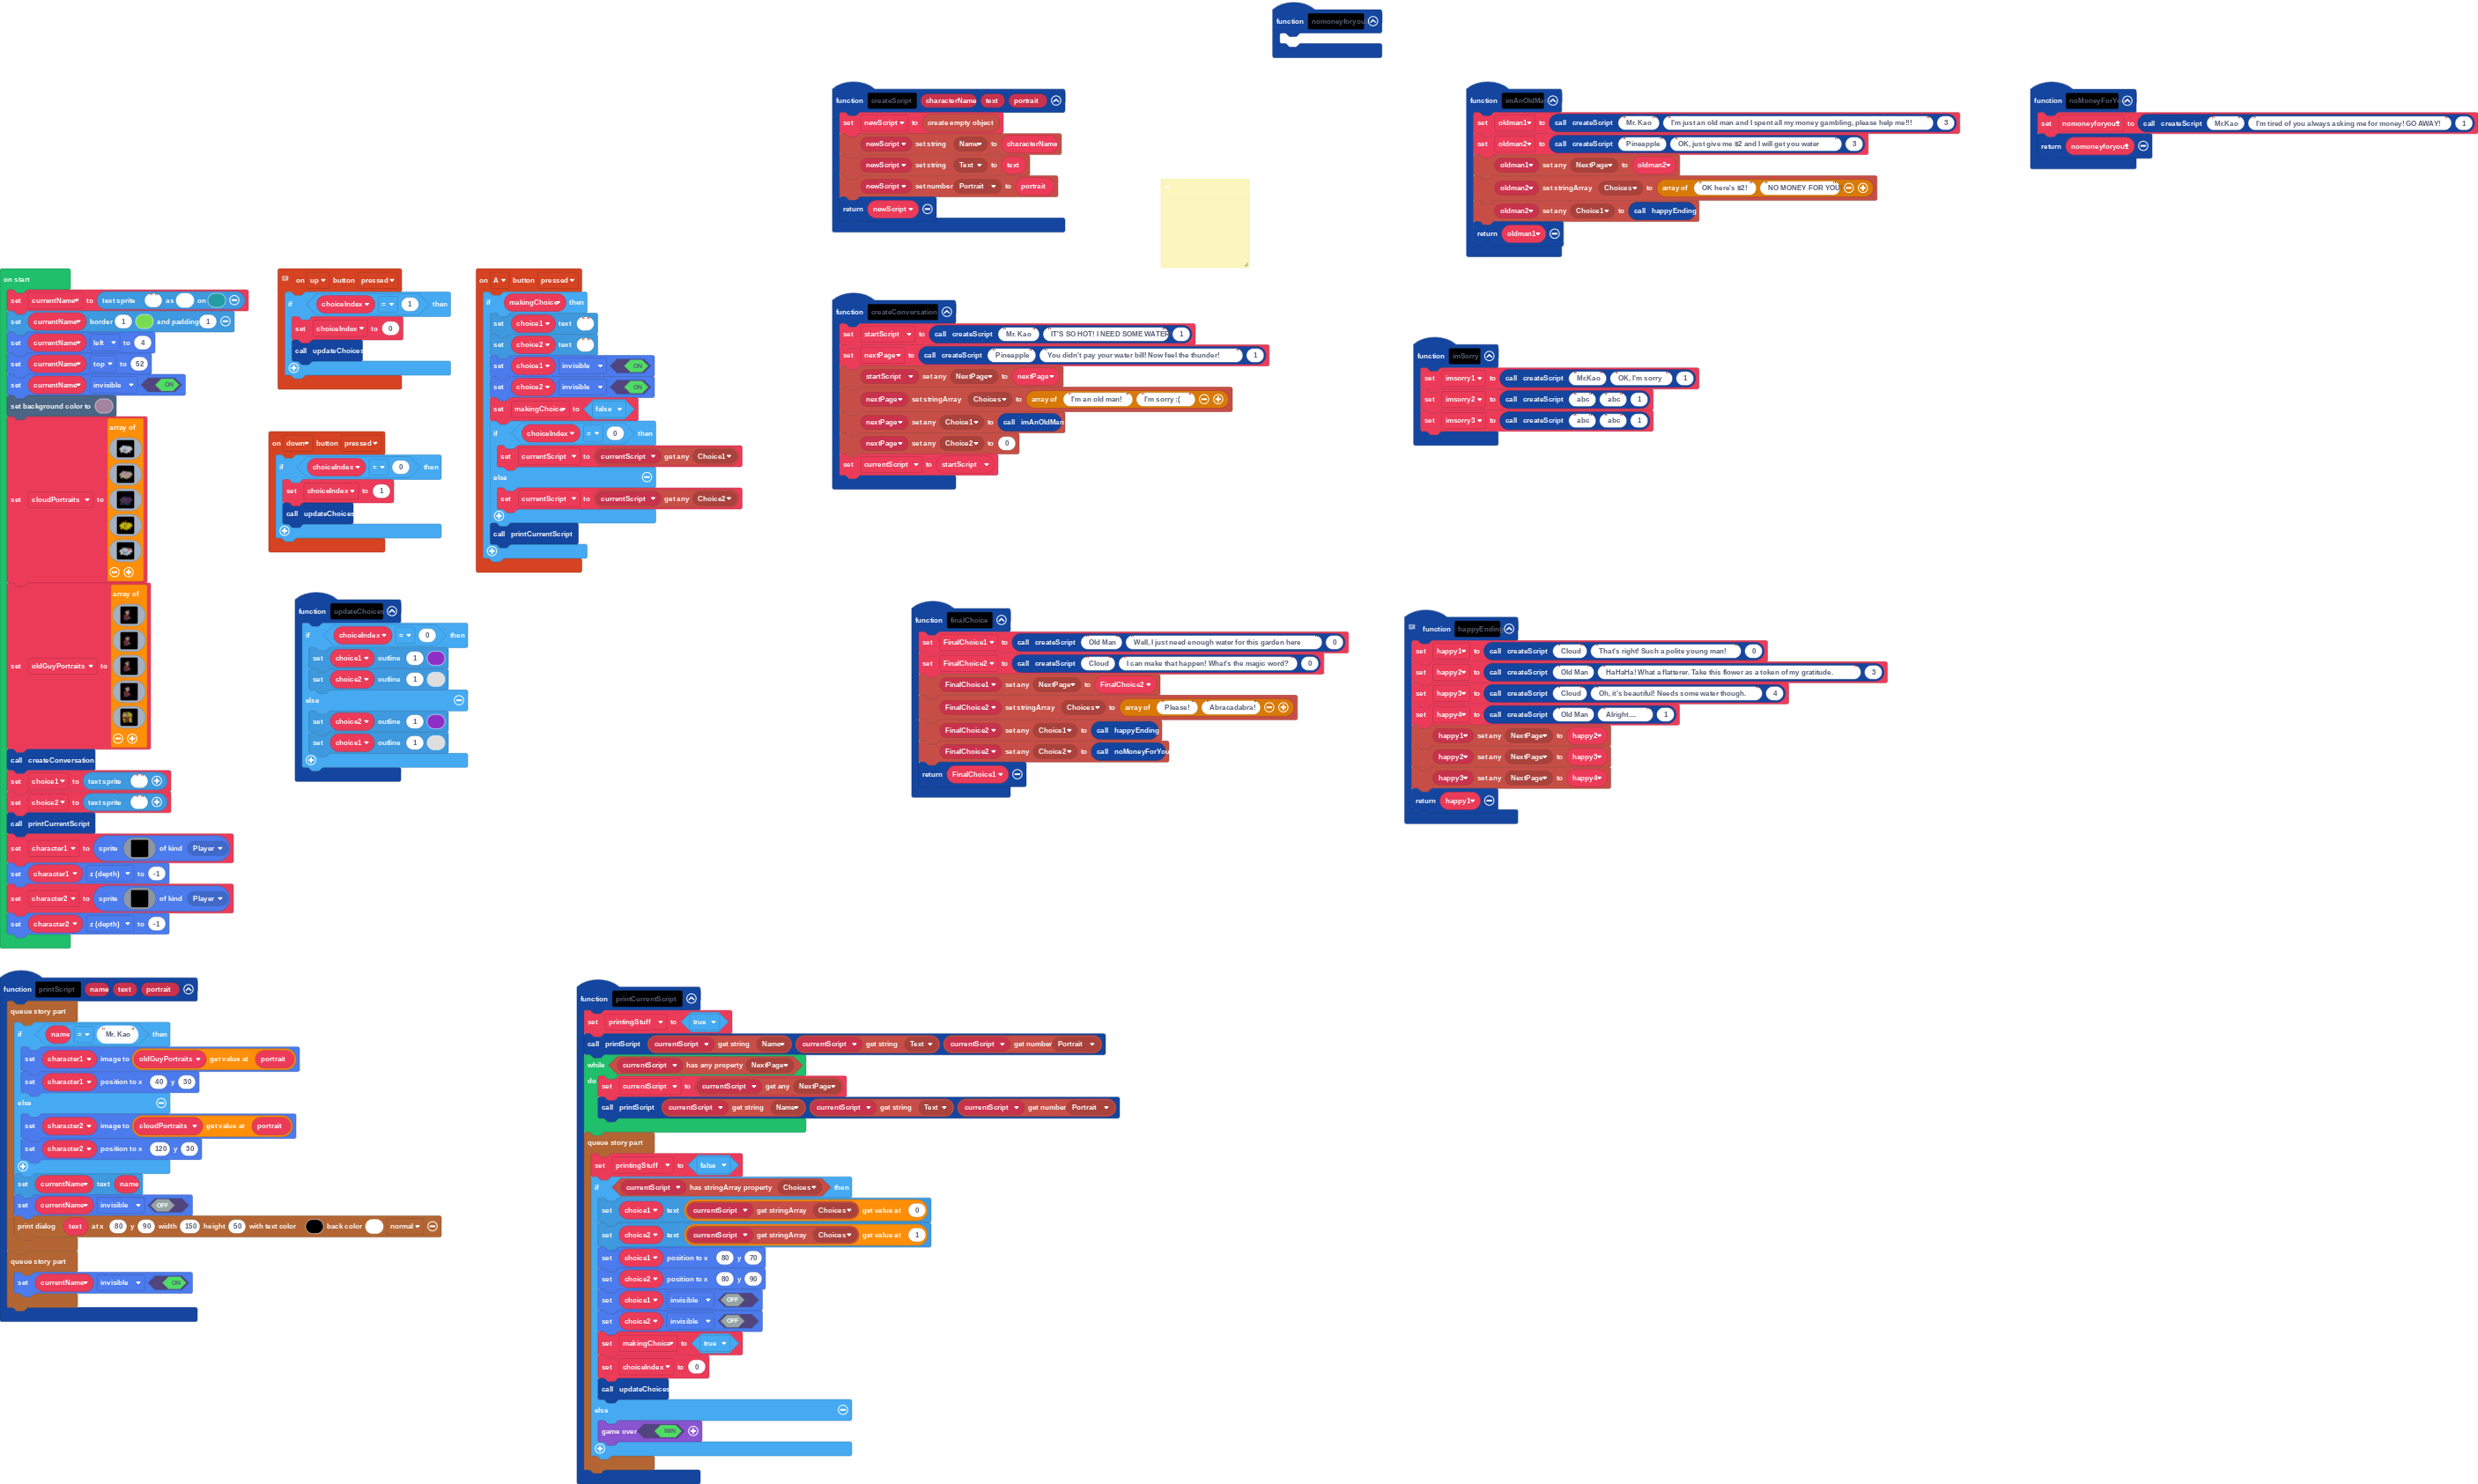 function nomoneyforyou
function createScript characterName text portrait
set newScript to create empty object
newScript set string Name to characterName
newScript set string Text to text
newScript set number Portrait to portrait
return newScript
function imAnOldMa
set oldman1 to call createScript "Mr. Kao" "I'm just an old man and I spent all my money gambling, please help me!!!" 3
set oldman2 to call createScript "Pineapple" "OK, just give me $2 and I will get you water" 3
oldman1 set any NextPage to oldman2
oldman2 set stringArray Choices to array of "OK here's $2!" "NO MONEY FOR YOU
oldman2 set any Choice1 to call happyEnding
return oldman1
function noMoneyForYo
set nomoneyforyou1 to call createScript "Mr.Kao" "I'm tired of you always asking me for money! GO AWAY!" 1
return nomoneyforyou1
on start
set currentName to text sprite " " as on
set currentName border 1 and padding 1
set currentName left to 4
set currentName top to 52
set currentName invisible ON
set background color to
set cloudPortraits to array of
set oldGuyPortraits to array of
call createConversation
set choice1 to text sprite " "
set choice2 to text sprite " "
call printCurrentScript
set character1 to sprite of kind Player
set character1 z (depth) to -1
set character2 to sprite of kind Player
set character2 z (depth) to -1
on up button pressed
if choiceIndex = 1 then
set choiceIndex to 0
call updateChoices
on down button pressed
if choiceIndex = 0 then
set choiceIndex to 1
call updateChoices
on A button pressed
if makingChoice then
set choice1 text " "
set choice2 text " "
set choice1 invisible ON
set choice2 invisible ON
set makingChoice to false
if choiceIndex = 0 then
set currentScript to currentScript get any Choice1
else
set currentScript to currentScript get any Choice2
call printCurrentScript
function createConversation
set startScript to call createScript "Mr. Kao" "IT'S SO HOT! I NEED SOME WATER 1
set nextPage to call createScript "Pineapple" "You didn't pay your water bill! Now feel the thunder!" 1
startScript set any NextPage to nextPage
nextPage set stringArray Choices to array of "I'm an old man!" "I'm sorry :("
nextPage set any Choice1 to call imAnOldMan
nextPage set any Choice2 to 0
set currentScript to startScript
function imSorry
set imsorry1 to call createScript "Mr.Kao" "OK, I'm sorry" 1
set imsorry2 to call createScript "abc" "abc" 1
set imsorry3 to call createScript "abc" "abc" 1
function updateChoices
if choiceIndex = 0 then
set choice1 outline 1
set choice2 outline 1
else
set choice2 outline 1
set choice1 outline 1
function finalChoice
set FinalChoice1 to call createScript "Old Man" "Well, I just need enough water for this garden here" 0
set FinalChoice2 to call createScript "Cloud" "I can make that happen! What's the magic word?" 0
FinalChoice1 set any NextPage to FinalChoice2
FinalChoice2 set stringArray Choices to array of "Please!" "Abracadabra!"
FinalChoice2 set any Choice1 to call happyEnding
FinalChoice2 set any Choice2 to call noMoneyForYou
return FinalChoice1
function happyEnding
set happy1 to call createScript "Cloud" "That's right! Such a polite young man!" 0
set happy2 to call createScript "Old Man" "HaHaHa! What a flatterer. Take this flower as a token of my gratitude." 3
set happy3 to call createScript "Cloud" "Oh, it's beautiful! Needs some water though." 4
set happy4 to call createScript "Old Man" "Alright...." 1
happy1 set any NextPage to happy2
happy2 set any NextPage to happy3
happy3 set any NextPage to happy4
return happy1
function printScript name text portrait
queue story part
if name = "Mr. Kao" then
set character1 image to oldGuyPortraits get value at portrait
set character1 position to x 40 y 30
else
set character2 image to cloudPortraits get value at portrait
set character2 position to x 120 y 30
set currentName text name
set currentName invisible OFF
print dialog text at x 80 y 90 width 150 height 50 with text color back color normal
queue story part
set currentName invisible ON
function printCurrentScript
set printingStuff to true
call printScript currentScript get string Name currentScript get string Text currentScript get number Portrait
while currentScript has any property NextPage
do set currentScript to currentScript get any NextPage
call printScript currentScript get string Name currentScript get string Text currentScript get number Portrait
queue story part
set printingStuff to false
if currentScript has stringArray property Choices then
set choice1 text currentScript get stringArray Choices get value at 0
set choice2 text currentScript get stringArray Choices get value at 1
set choice1 position to x 80 y 70
set choice2 position to x 80 y 90
set choice1 invisible OFF
set choice2 invisible OFF
set makingChoice to true
set choiceIndex to 0
call updateChoices
else
game over WIN